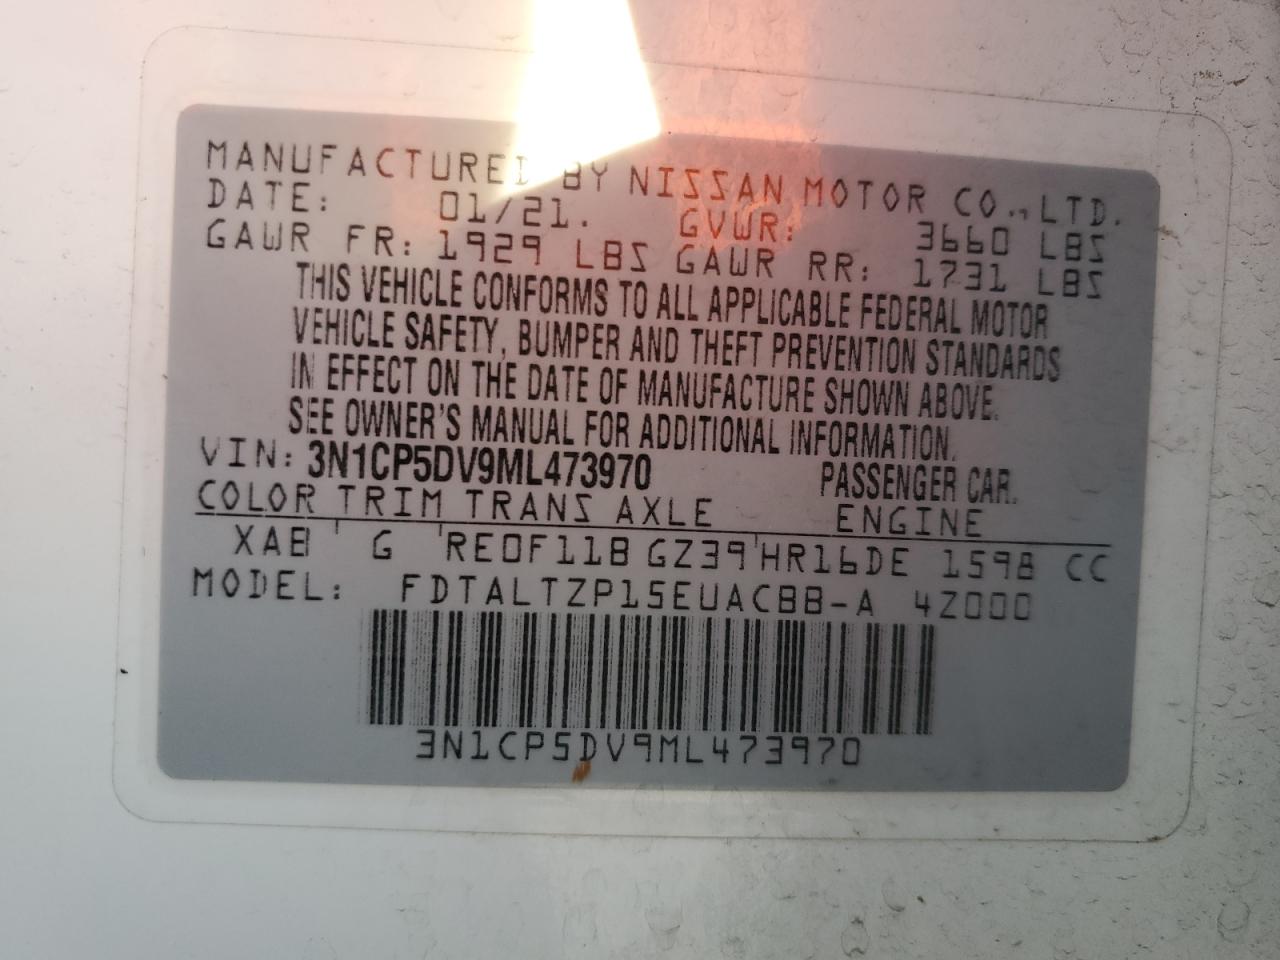 MANUFACTURED BY NISSAN MOTOR CO., LTD.
DATE: 01/21. GVWR: 3660 LBS
GAWR FR: 1929 LBS GAWR RR: 1731 LBS
THIS VEHICLE CONFORMS TO ALL APPLICABLE FEDERAL MOTOR
VEHICLE SAFETY, BUMPER AND THEFT PREVENTION STANDARDS
IN EFFECT ON THE DATE OF MANUFACTURE SHOWN ABOVE.
SEE OWNER'S MANUAL FOR ADDITIONAL INFORMATION.
VIN: 3N1CP5DV9ML473970 PASSENGER CAR.
COLOR TRIM TRANS AXLE ENGINE
XAB G RE0F11B GZ39 HR16DE 1598 CC
MODEL: FDTALTZP15EUACBB-A 4Z000
3N1CP5DV9ML473970